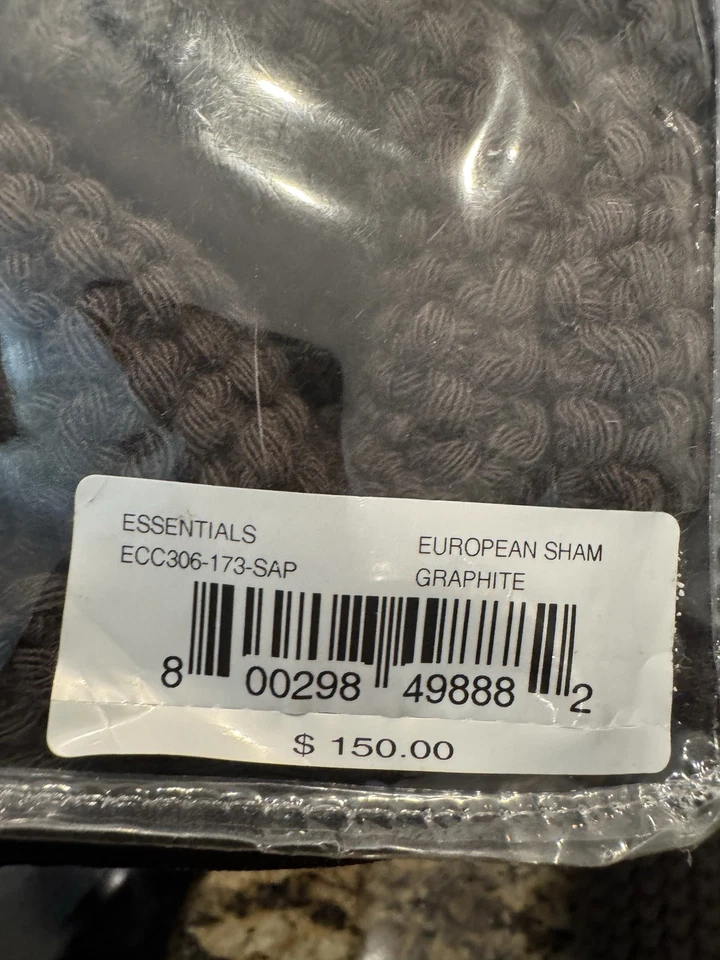 ESSENTIALS
ECC306-173-SAP
EUROPEAN SHAM
GRAPHITE
8 00298 49888 2
$ 150.00